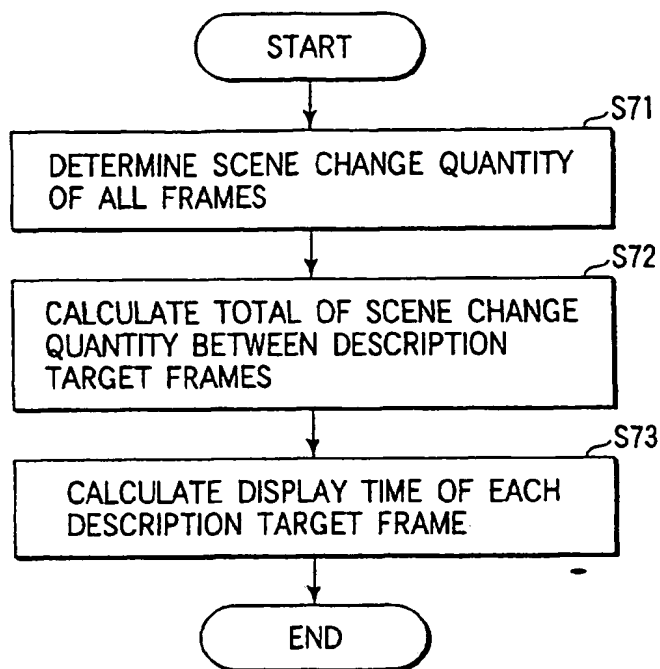 START
S71
DETERMINE SCENE CHANGE QUANTITY
OF ALL FRAMES
S72
CALCULATE TOTAL OF SCENE CHANGE
QUANTITY BETWEEN DESCRIPTION
TARGET FRAMES
S73
CALCULATE DISPLAY TIME OF EACH
DESCRIPTION TARGET FRAME
END